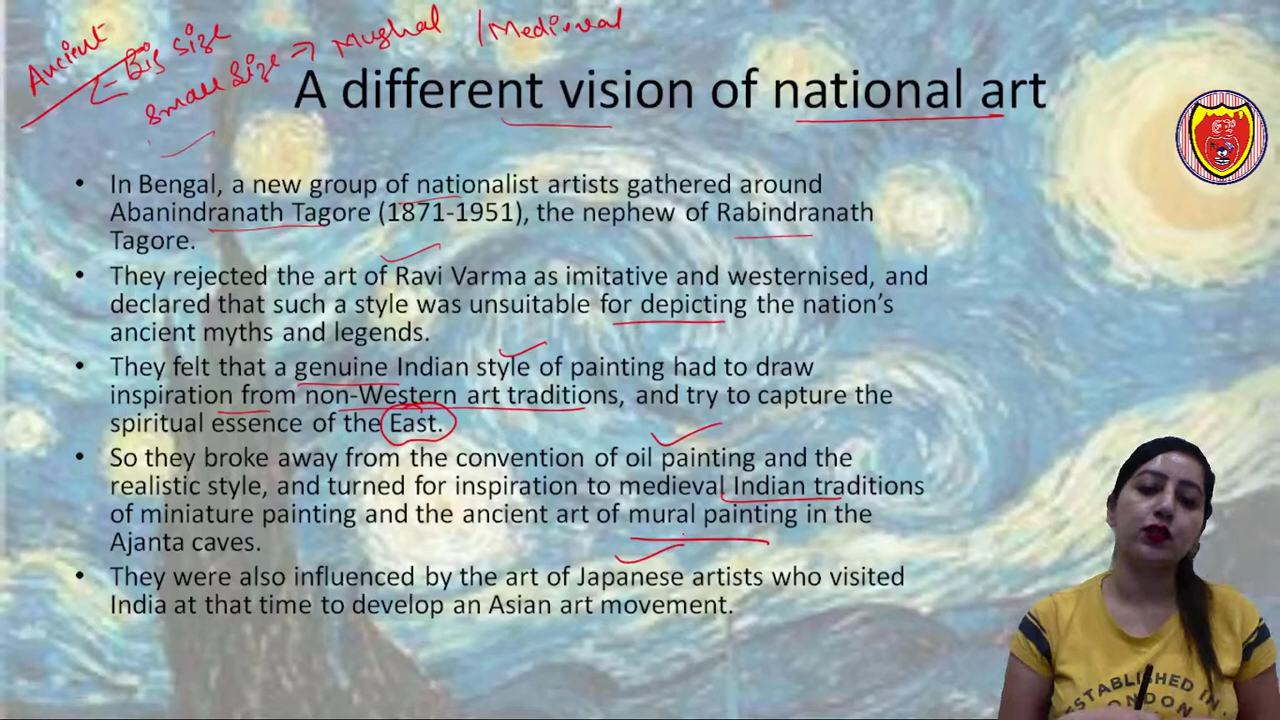 Ancient
Big size
Small Size → Mughal / Medieval
A different vision of national art
• In Bengal, a new group of nationalist artists gathered around
Abanindranath Tagore (1871-1951), the nephew of Rabindranath
Tagore.
• They rejected the art of Ravi Varma as imitative and westernised, and
declared that such a style was unsuitable for depicting the nation's
ancient myths and legends.
• They felt that a genuine Indian style of painting had to draw
inspiration from non-Western art traditions, and try to capture the
spiritual essence of the East.
• So they broke away from the convention of oil painting and the
realistic style, and turned for inspiration to medieval Indian traditions
of miniature painting and the ancient art of mural painting in the
Ajanta caves.
• They were also influenced by the art of Japanese artists who visited
India at that time to develop an Asian art movement.
ESTABLISHED IN
LONDON